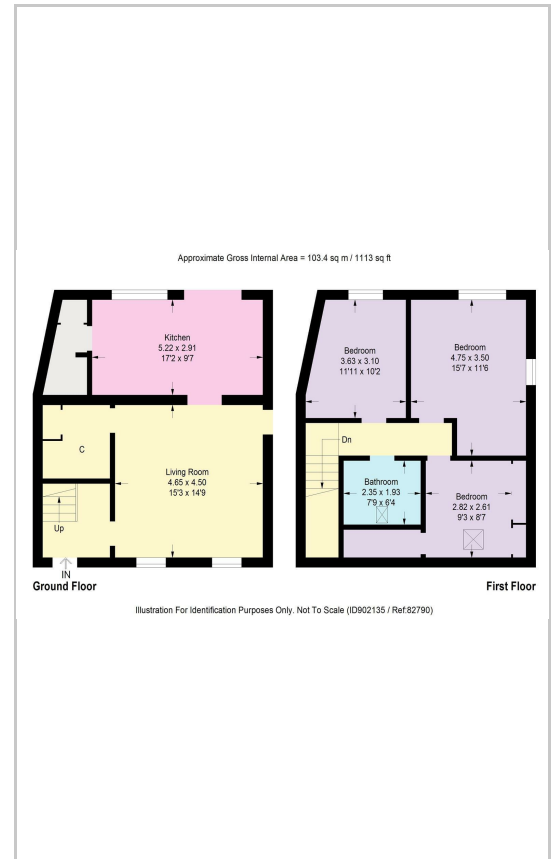 Approximate Gross Internal Area = 103.4 sq m / 1113 sq ft
Kitchen
5.22 x 2.91
17'2 x 9'7
C
Living Room
4.65 x 4.50
15'3 x 14'9
Up
IN
Ground Floor
Bedroom
3.63 x 3.10
11'11 x 10'2
Bedroom
4.75 x 3.50
15'7 x 11'6
Dn
Bathroom
2.35 x 1.93
7'9 x 6'4
Bedroom
2.82 x 2.61
9'3 x 8'7
First Floor
Illustration For Identification Purposes Only. Not To Scale (ID902135 / Ref:82790)